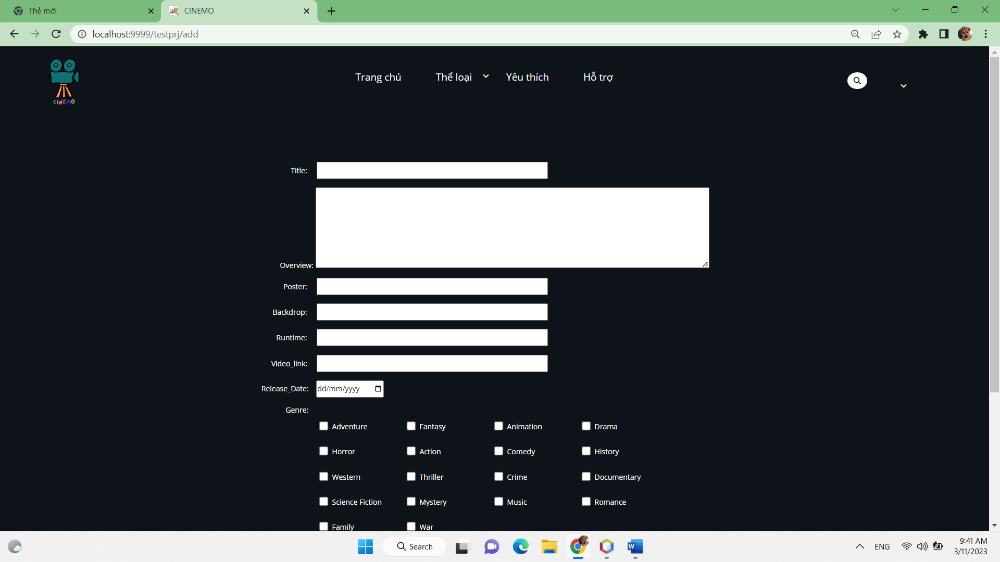 Thẻ mới
CINEMO
localhost:9999/testprj/add
CINEMO
Trang chủ Thể loại Yêu thích Hỗ trợ
Title:
Overview:
Poster:
Backdrop:
Runtime:
Video_link:
Release_Date: dd/mm/yyyy
Genre:
Adventure Fantasy Animation Drama
Horror Action Comedy History
Western Thriller Crime Documentary
Science Fiction Mystery Music Romance
Family War
Search
W
ENG
9:41 AM
3/11/2023